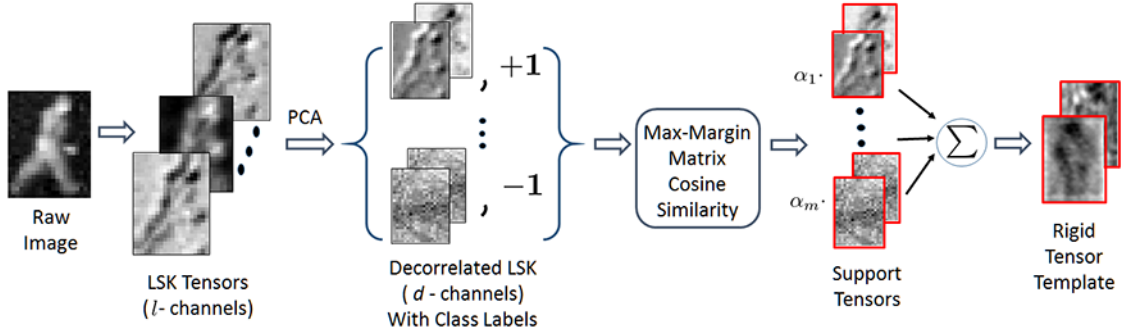 Raw
Image
LSK Tensors
(l- channels)
PCA
, +1
, -1
Decorrelated LSK
( d - channels)
With Class Labels
Max-Margin
Matrix
Cosine
Similarity
α1·
αm·
Support
Tensors
Σ
Rigid
Tensor
Template